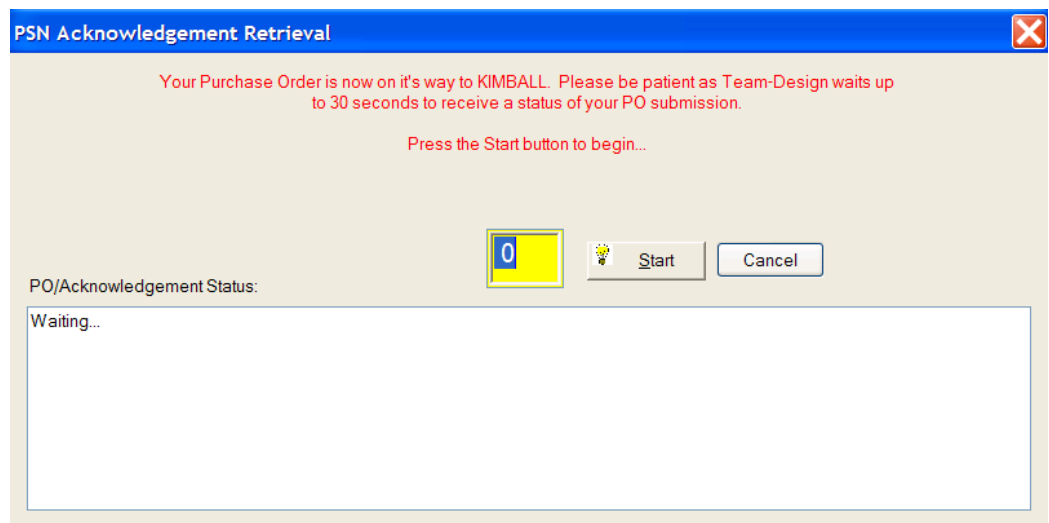 PSN Acknowledgement Retrieval
Your Purchase Order is now on it's way to KIMBALL. Please be patient as Team-Design waits up
to 30 seconds to receive a status of your PO submission.
Press the Start button to begin...
0
Start
Cancel
PO/Acknowledgement Status:
Waiting...